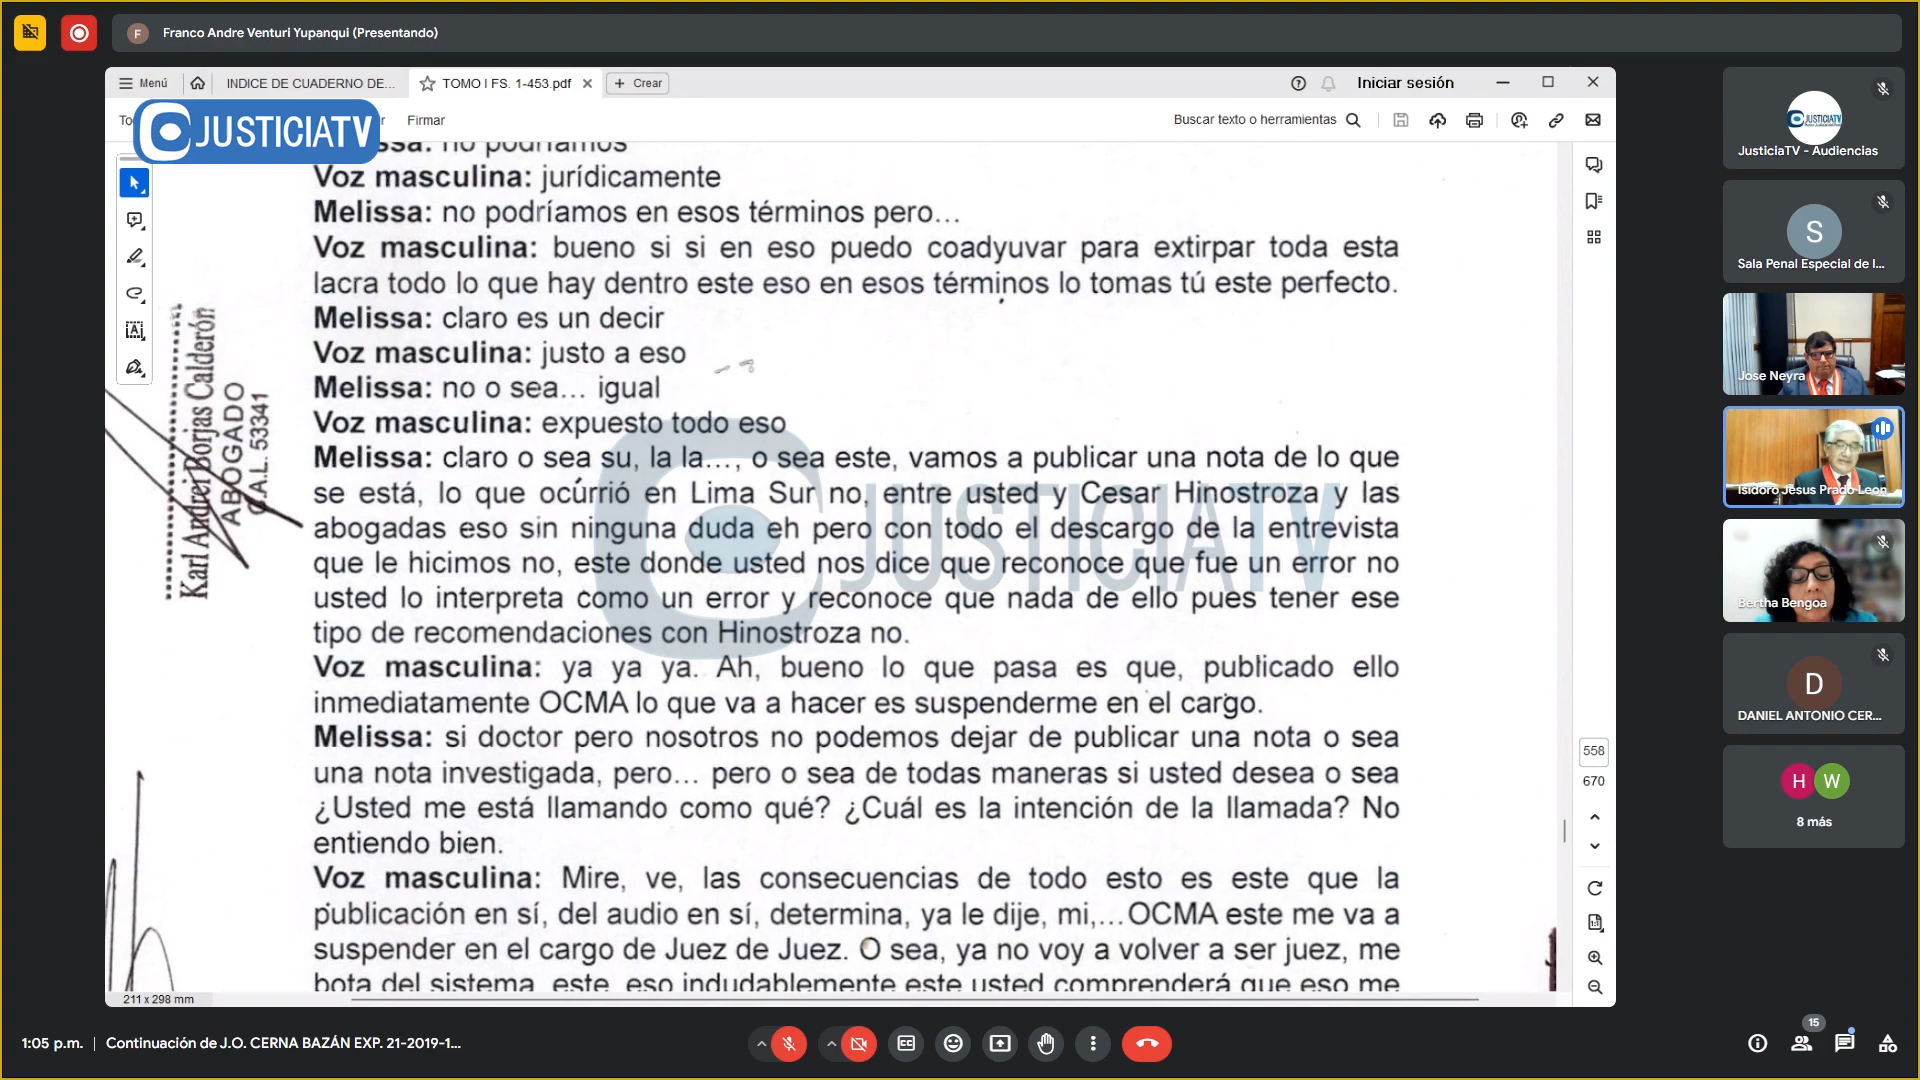 F Franco Andre Venturi Yupanqui (Presentando)
Menú
INDICE DE CUADERNO DE...
TOMO I FS. 1-453.pdf
Crear
Iniciar sesión
JUSTICIATV
Firmar
Buscar texto o herramientas
no podríamos
Voz masculina: jurídicamente
Melissa: no podríamos en esos términos pero...
Voz masculina: bueno si si en eso puedo coadyuvar para extirpar toda esta
lacra todo lo que hay dentro este eso en esos términos lo tomas tú este perfecto.
Melissa: claro es un decir
Voz masculina: justo a eso
Melissa: no o sea... igual
Voz masculina: expuesto todo eso
Melissa: claro o sea su, la la..., o sea este, vamos a publicar una nota de lo que
se está, lo que ocurrió en Lima Sur no, entre usted y Cesar Hinostroza y las
abogadas eso sin ninguna duda eh pero con todo el descargo de la entrevista
que le hicimos no, este donde usted nos dice que reconoce que fue un error no
usted lo interpreta como un error y reconoce que nada de ello pues tener ese
tipo de recomendaciones con Hinostroza no.
Voz masculina: ya ya ya. Ah, bueno lo que pasa es que, publicado ello
inmediatamente OCMA lo que va a hacer es suspenderme en el cargo.
Melissa: si doctor pero nosotros no podemos dejar de publicar una nota o sea
una nota investigada, pero... pero o sea de todas maneras si usted desea o sea
¿Usted me está llamando como qué? ¿Cuál es la intención de la llamada? No
entiendo bien.
Voz masculina: Mire, ve, las consecuencias de todo esto es este que la
publicación en sí, del audio en sí, determina, ya le dije, mi,...OCMA este me va a
suspender en el cargo de Juez de Juez. O sea, ya no voy a volver a ser juez, me
bota del sistema, este, eso indudablemente este usted comprenderá que eso me
Karl Andrei Borjas Calderón
ABOGADO
C.A.L. 53341
JUSTICIATV
558
670
211 x 298 mm
JUSTICIATV
JusticiaTV - Audiencias
S
Sala Penal Especial de l...
Jose Neyra
Isidoro Jesus Prado Leon
Bertha Bengoa
D
DANIEL ANTONIO CER...
H W
8 más
1:05 p.m. | Continuación de J.O. CERNA BAZÁN EXP. 21-2019-1...
15